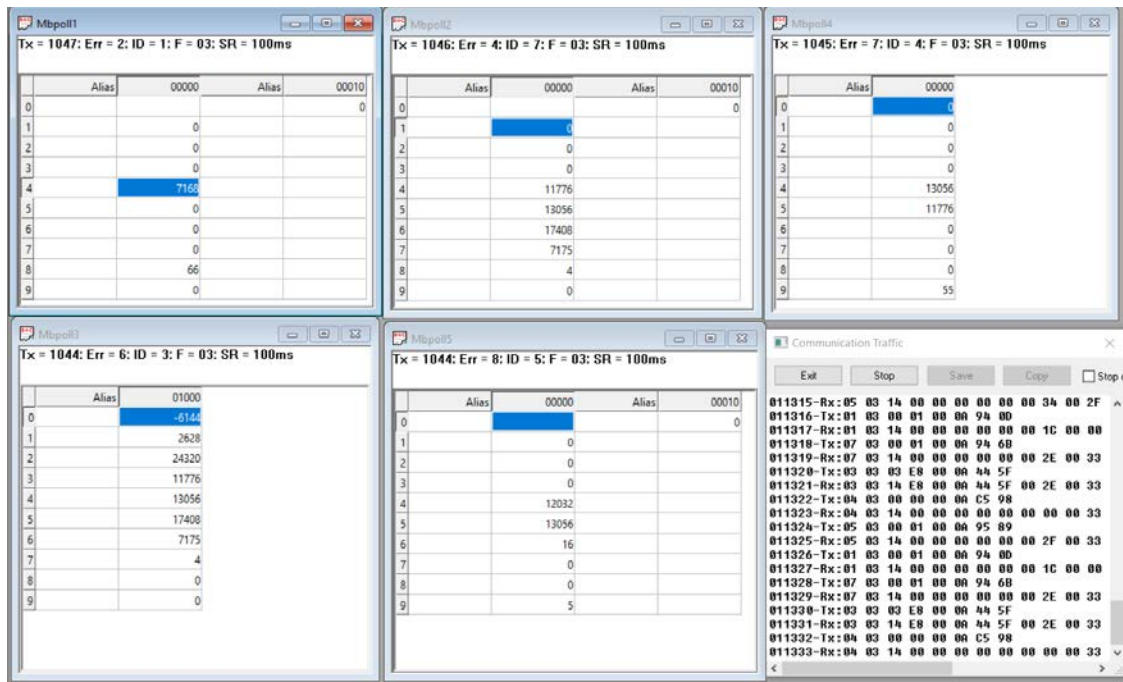 Mbpoll1
Tx = 1047: Err = 2: ID = 1: F = 03: SR = 100ms
Alias 00000 Alias 00010
0 0
1 0
2 0
3 0
4 7168
5 0
6 0
7 0
8 66
9 0
Mbpoll2
Tx = 1046: Err = 4: ID = 7: F = 03: SR = 100ms
Alias 00000 Alias 00010
0 0
1 0
2 0
3 0
4 11776
5 13056
6 17408
7 7175
8 4
9 0
Mbpoll4
Tx = 1045: Err = 7: ID = 4: F = 03: SR = 100ms
Alias 00000
0 0
1 0
2 0
3 0
4 13056
5 11776
6 0
7 0
8 0
9 55
Mbpoll3
Tx = 1044: Err = 6: ID = 3: F = 03: SR = 100ms
Alias 01000
0 -6144
1 2628
2 24320
3 11776
4 13056
5 17408
6 7175
7 4
8 0
9 0
Mbpoll5
Tx = 1044: Err = 8: ID = 5: F = 03: SR = 100ms
Alias 00000 Alias 00010
0 0
1 0
2 0
3 0
4 12032
5 13056
6 16
7 0
8 0
9 5
Communication Traffic
Exit Stop Save Copy Stop
011315-Rx:05 03 14 00 00 00 00 00 00 34 00 2F
011316-Tx:01 03 00 01 00 0A 94 0D
011317-Rx:01 03 14 00 00 00 00 00 00 1C 00 00
011318-Tx:07 03 00 01 00 0A 94 6B
011319-Rx:07 03 14 00 00 00 00 00 00 2E 00 33
011320-Tx:03 03 03 E8 00 0A 44 5F
011321-Rx:03 03 14 E8 00 0A 44 5F 00 2E 00 33
011322-Tx:04 03 00 00 00 0A C5 98
011323-Rx:04 03 14 00 00 00 00 00 00 00 00 33
011324-Tx:05 03 00 01 00 0A 95 89
011325-Rx:05 03 14 00 00 00 00 00 00 2F 00 33
011326-Tx:01 03 00 01 00 0A 94 0D
011327-Rx:01 03 14 00 00 00 00 00 00 1C 00 00
011328-Tx:07 03 00 01 00 0A 94 6B
011329-Rx:07 03 14 00 00 00 00 00 00 2E 00 33
011330-Tx:03 03 03 E8 00 0A 44 5F
011331-Rx:03 03 14 E8 00 0A 44 5F 00 2E 00 33
011332-Tx:04 03 00 00 00 0A C5 98
011333-Rx:04 03 14 00 00 00 00 00 00 00 00 33